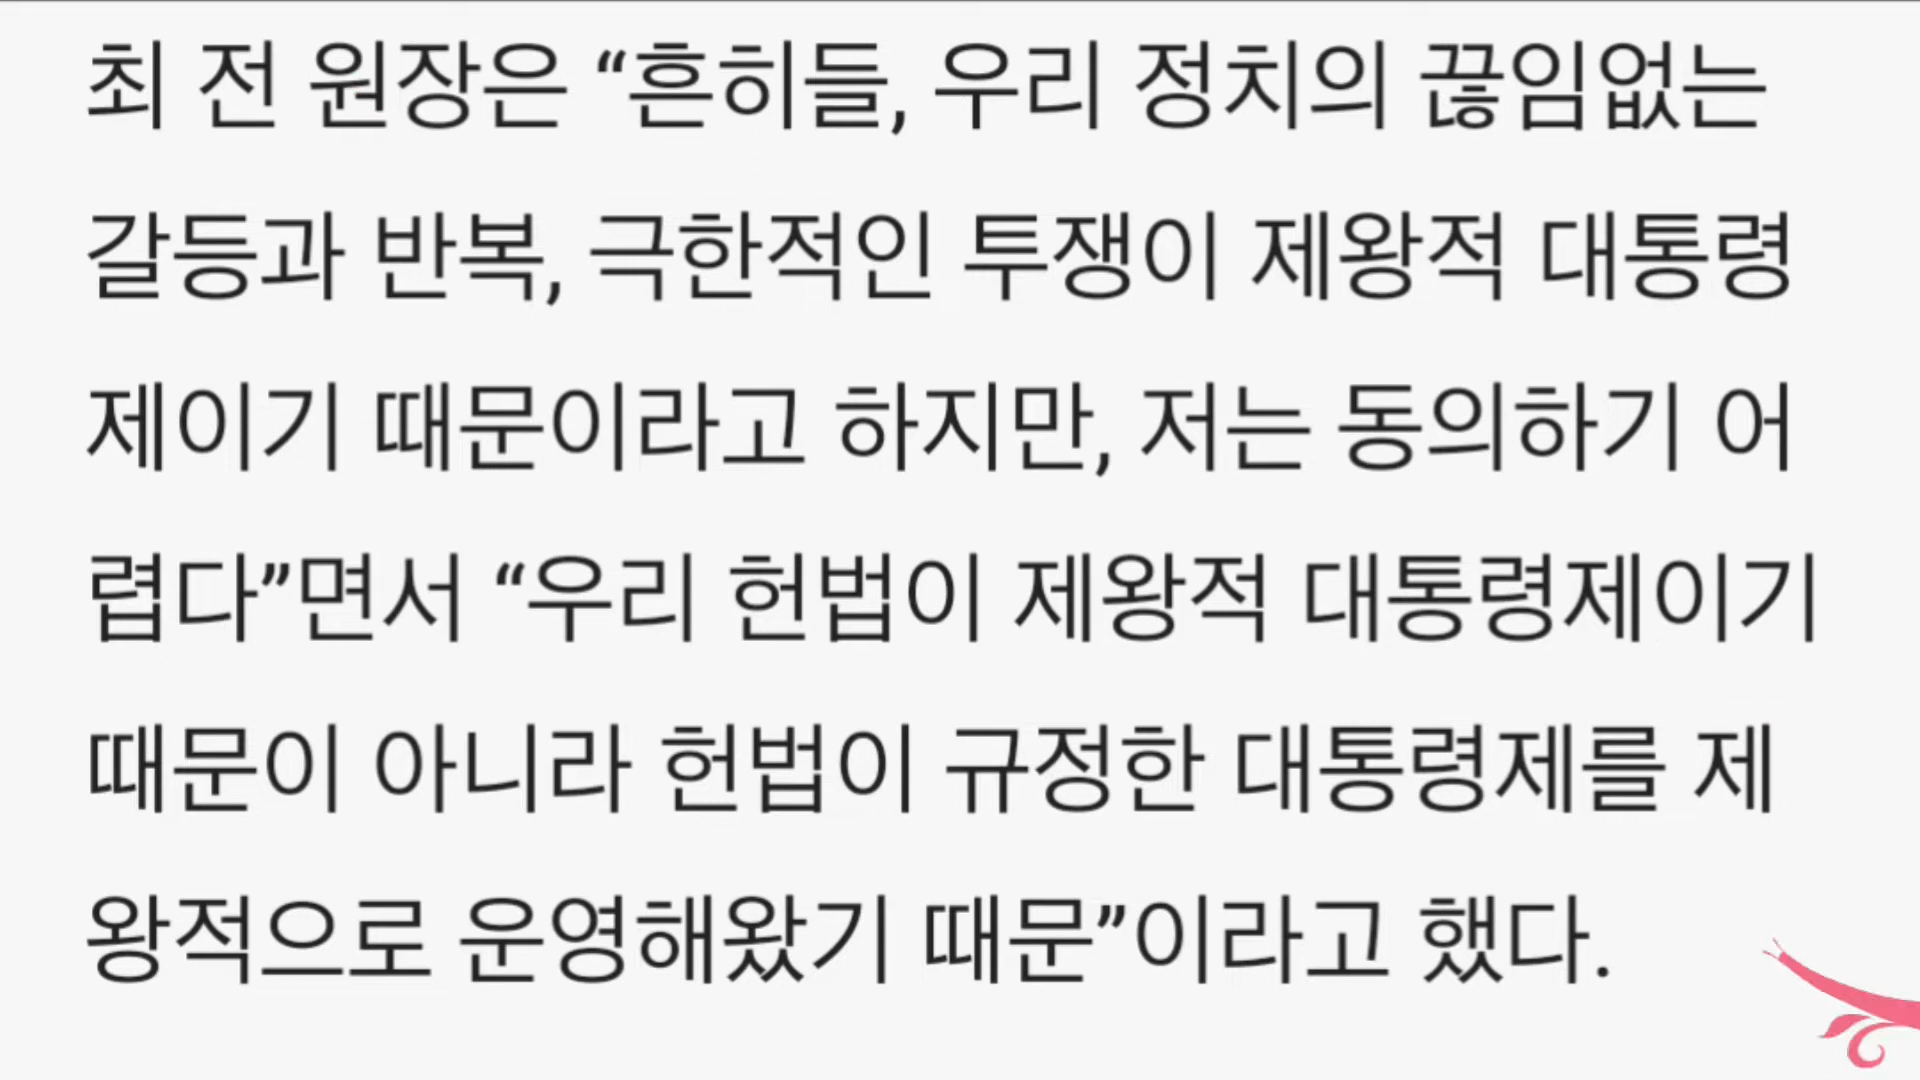 최 전 원장은 “흔히들, 우리 정치의 끊임없는
갈등과 반복, 극한적인 투쟁이 제왕적 대통령
제이기 때문이라고 하지만, 저는 동의하기 어
렵다”면서 “우리 헌법이 제왕적 대통령제이기
때문이 아니라 헌법이 규정한 대통령제를 제
왕적으로 운영해왔기 때문”이라고 했다.